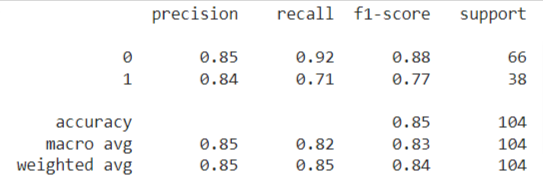 precision recall f1-score support
0 0.85 0.92 0.88 66
1 0.84 0.71 0.77 38
accuracy 0.85 104
macro avg 0.85 0.82 0.83 104
weighted avg 0.85 0.85 0.84 104